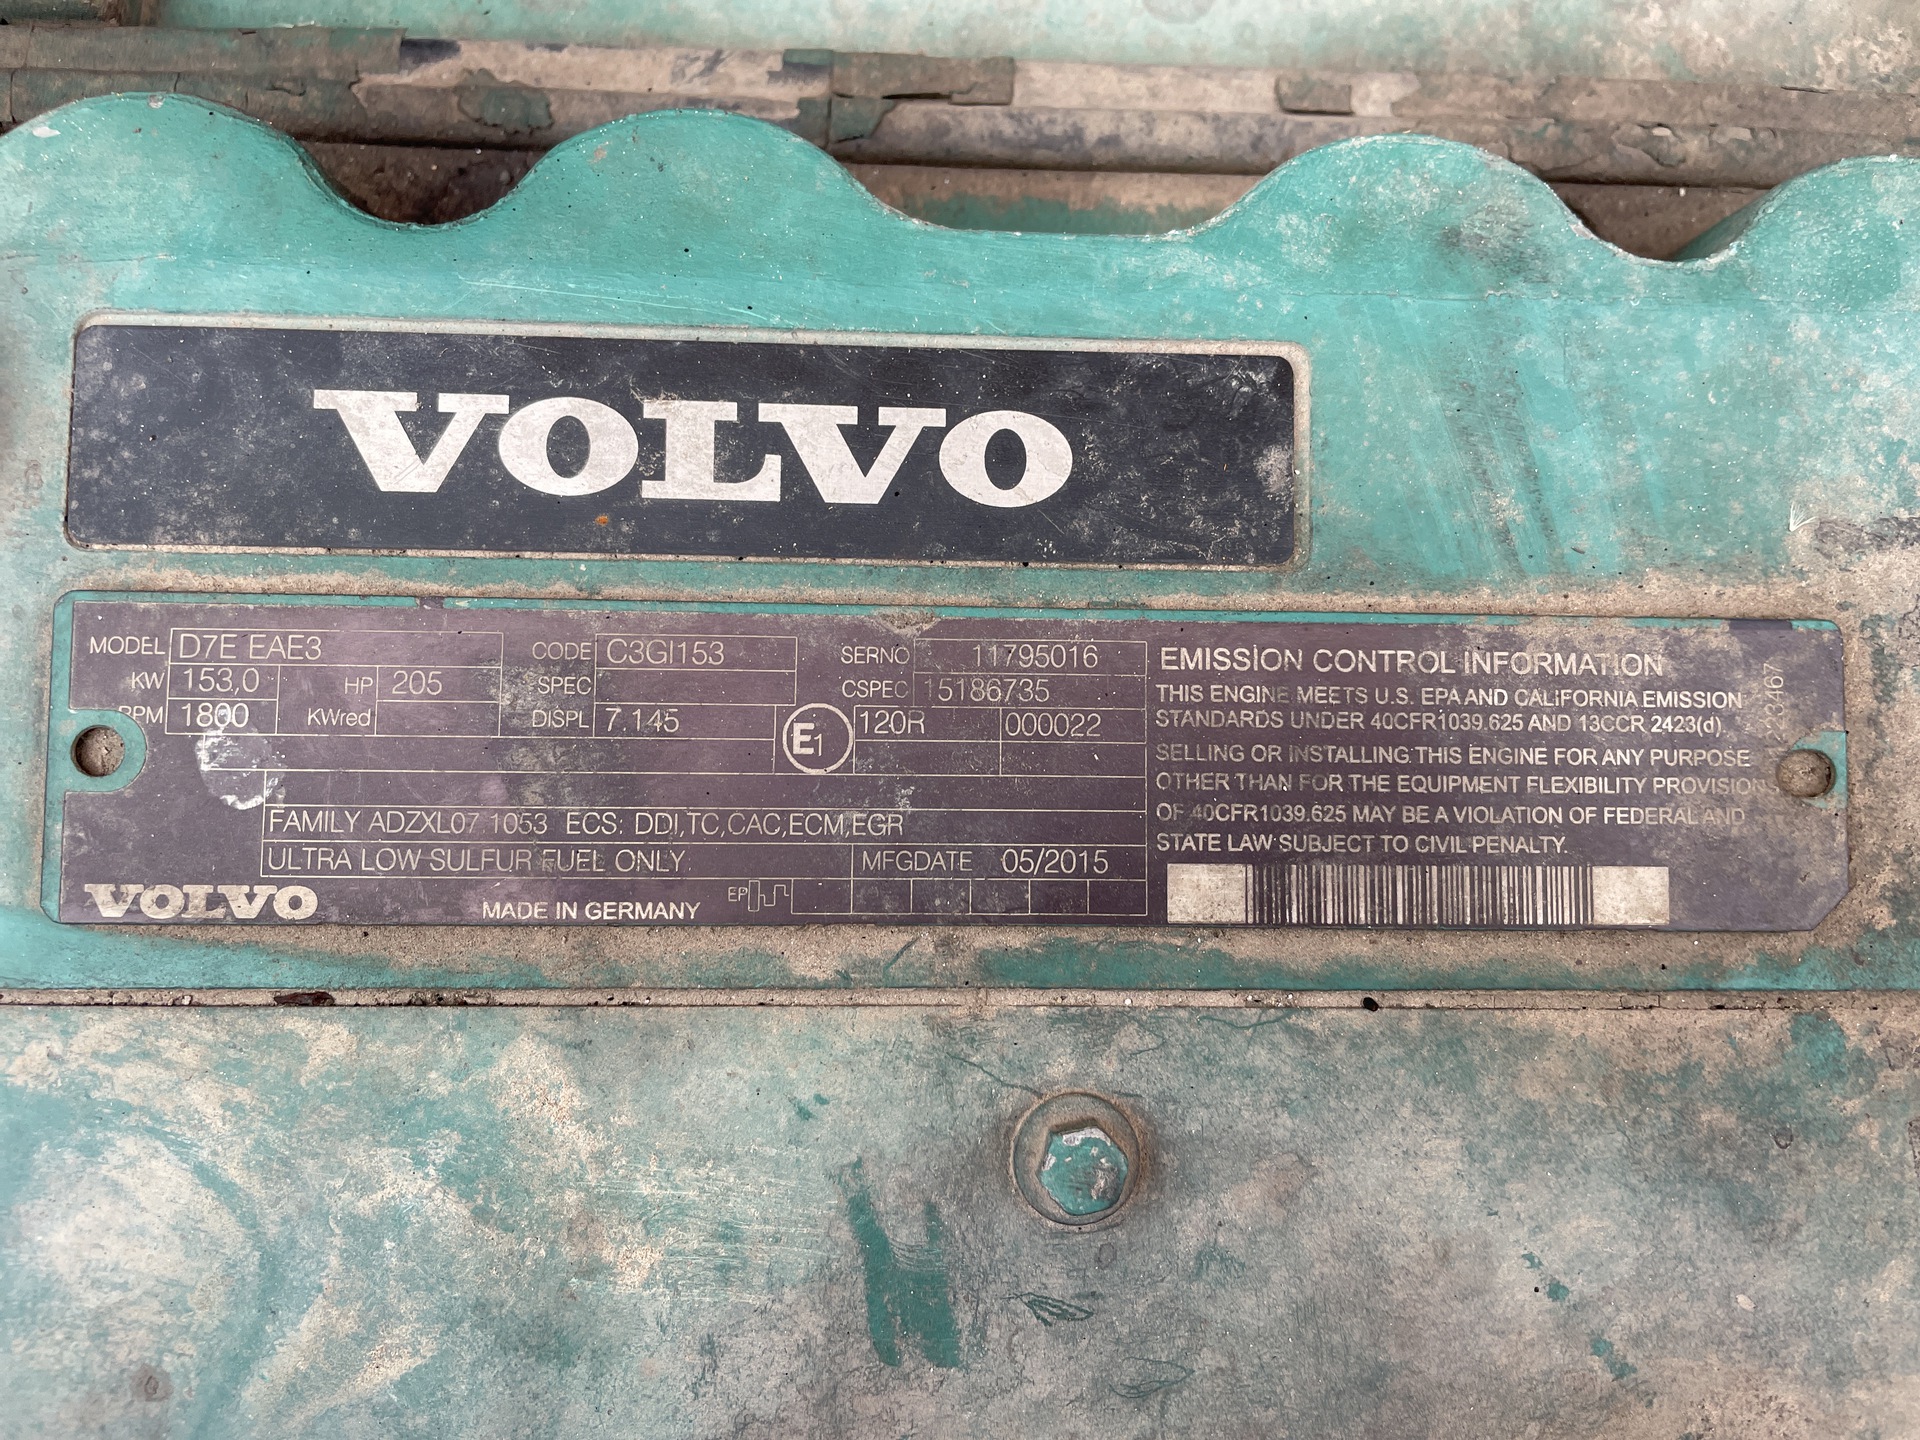 VOLVO
MODEL D7E EAE3 CODE C3GI153 SERNO 11795016
KW 153,0 HP 205 SPEC CSPEC 15186735
RPM 1800 KWred DISPL 7.145 E1 120R 000022
FAMILY ADZXL07.1053 ECS: DDI,TC,CAC,ECM,EGR
ULTRA LOW SULFUR FUEL ONLY MFGDATE 05/2015
VOLVO MADE IN GERMANY EP
EMISSION CONTROL INFORMATION
THIS ENGINE MEETS U.S. EPA AND CALIFORNIA EMISSION
STANDARDS UNDER 40CFR1039.625 AND 13CCR 2423(d).
SELLING OR INSTALLING THIS ENGINE FOR ANY PURPOSE
OTHER THAN FOR THE EQUIPMENT FLEXIBILITY PROVISIONS
OF 40CFR1039.625 MAY BE A VIOLATION OF FEDERAL AND
STATE LAW SUBJECT TO CIVIL PENALTY.